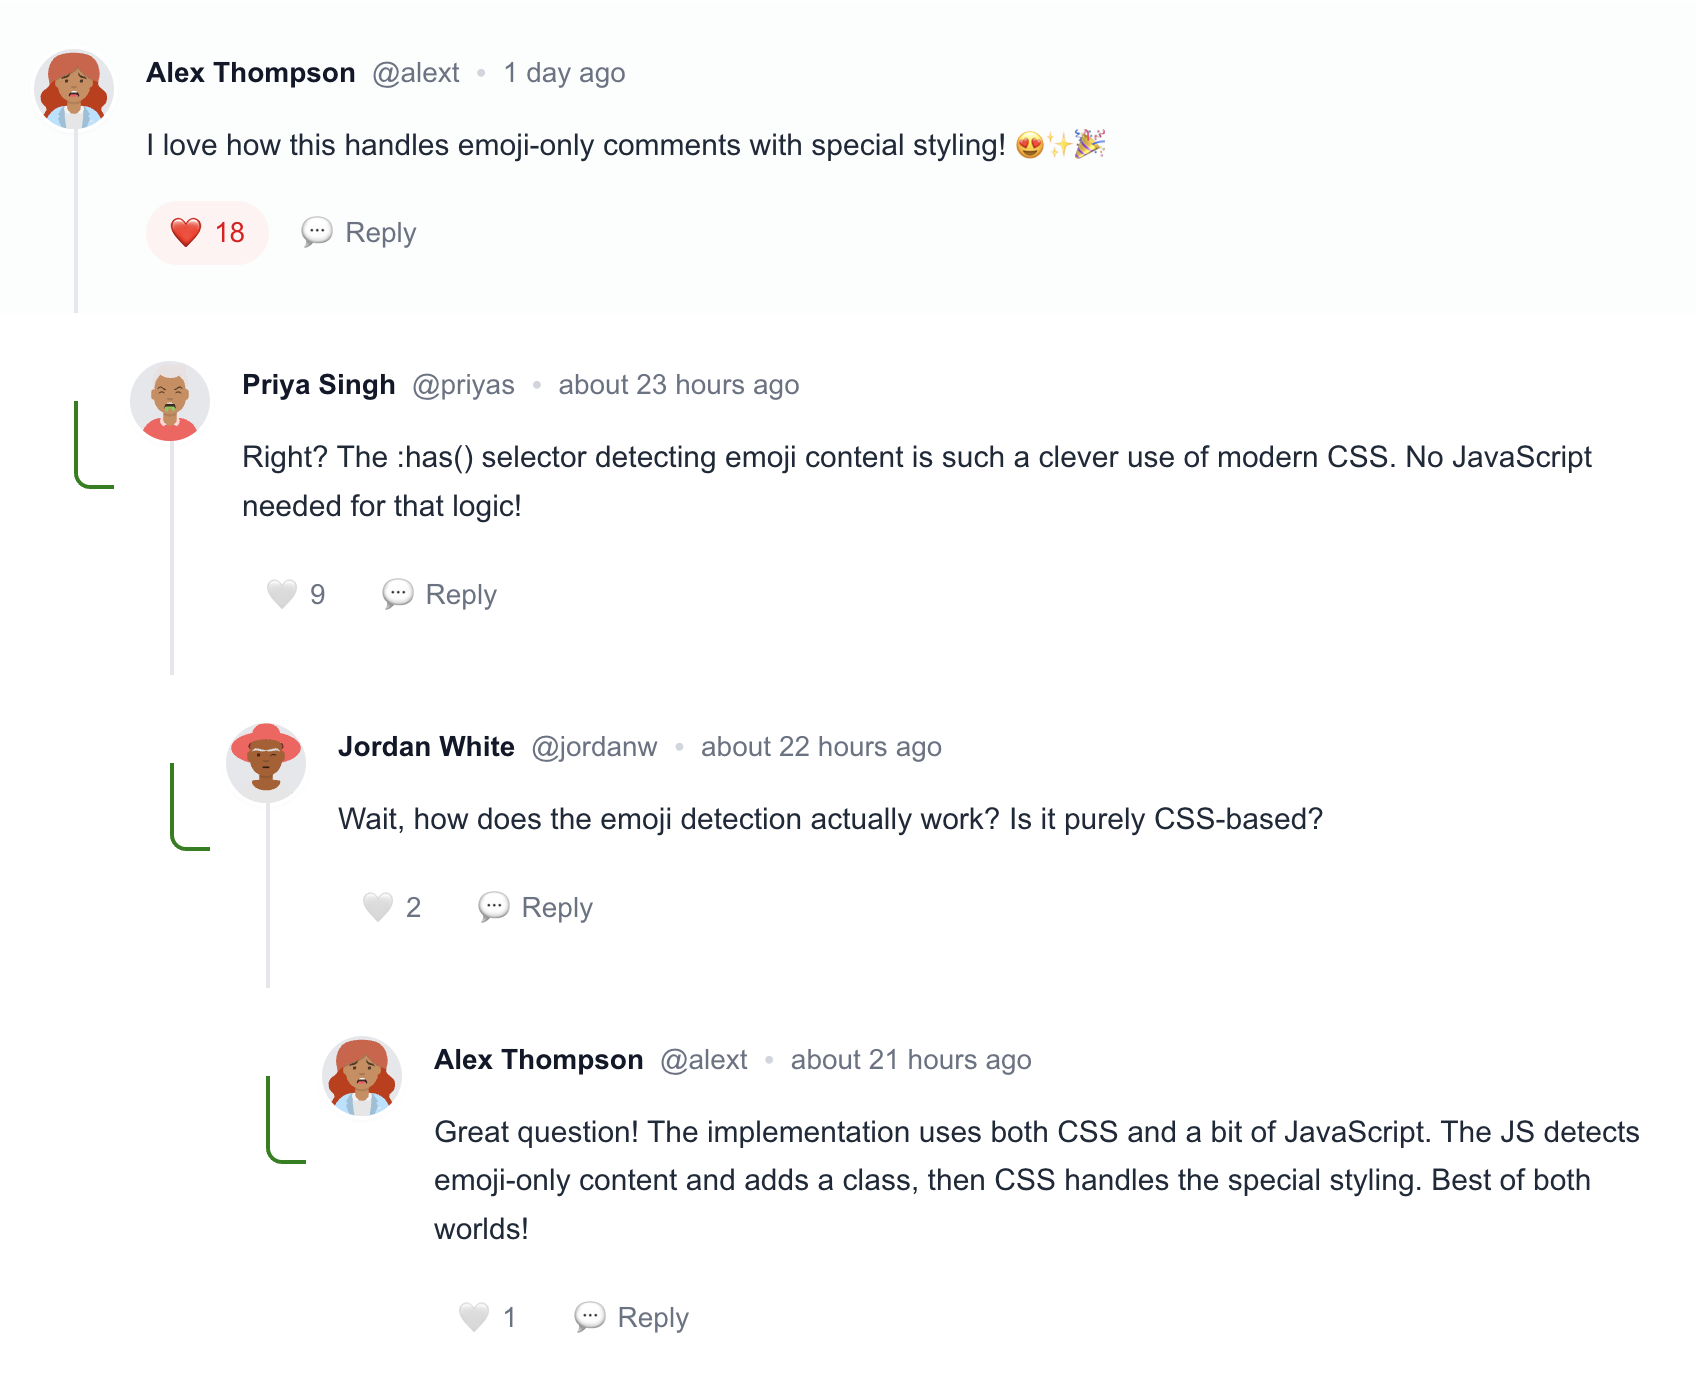 Alex Thompson @alext • 1 day ago
I love how this handles emoji-only comments with special styling! 😍✨🎉
❤️ 18 💬 Reply
Priya Singh @priyas • about 23 hours ago
Right? The :has() selector detecting emoji content is such a clever use of modern CSS. No JavaScript
needed for that logic!
🤍 9 💬 Reply
Jordan White @jordanw • about 22 hours ago
Wait, how does the emoji detection actually work? Is it purely CSS-based?
🤍 2 💬 Reply
Alex Thompson @alext • about 21 hours ago
Great question! The implementation uses both CSS and a bit of JavaScript. The JS detects
emoji-only content and adds a class, then CSS handles the special styling. Best of both
worlds!
🤍 1 💬 Reply